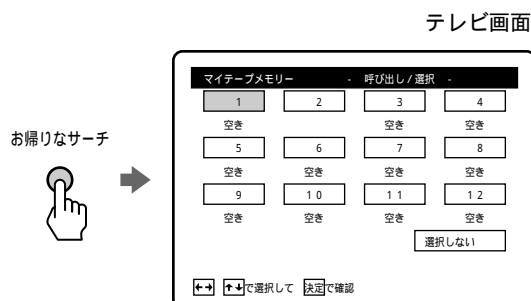 テレビ画面
マイテープメモリー - 呼び出し/選択 -
1 2 3 4
空き 空き 空き
お帰りなサーチ
5 6 7 8
空き 空き 空き 空き
9 10 11 12
空き 空き 空き 空き
選択しない
←→ ↑↓で選択して 決定で確認